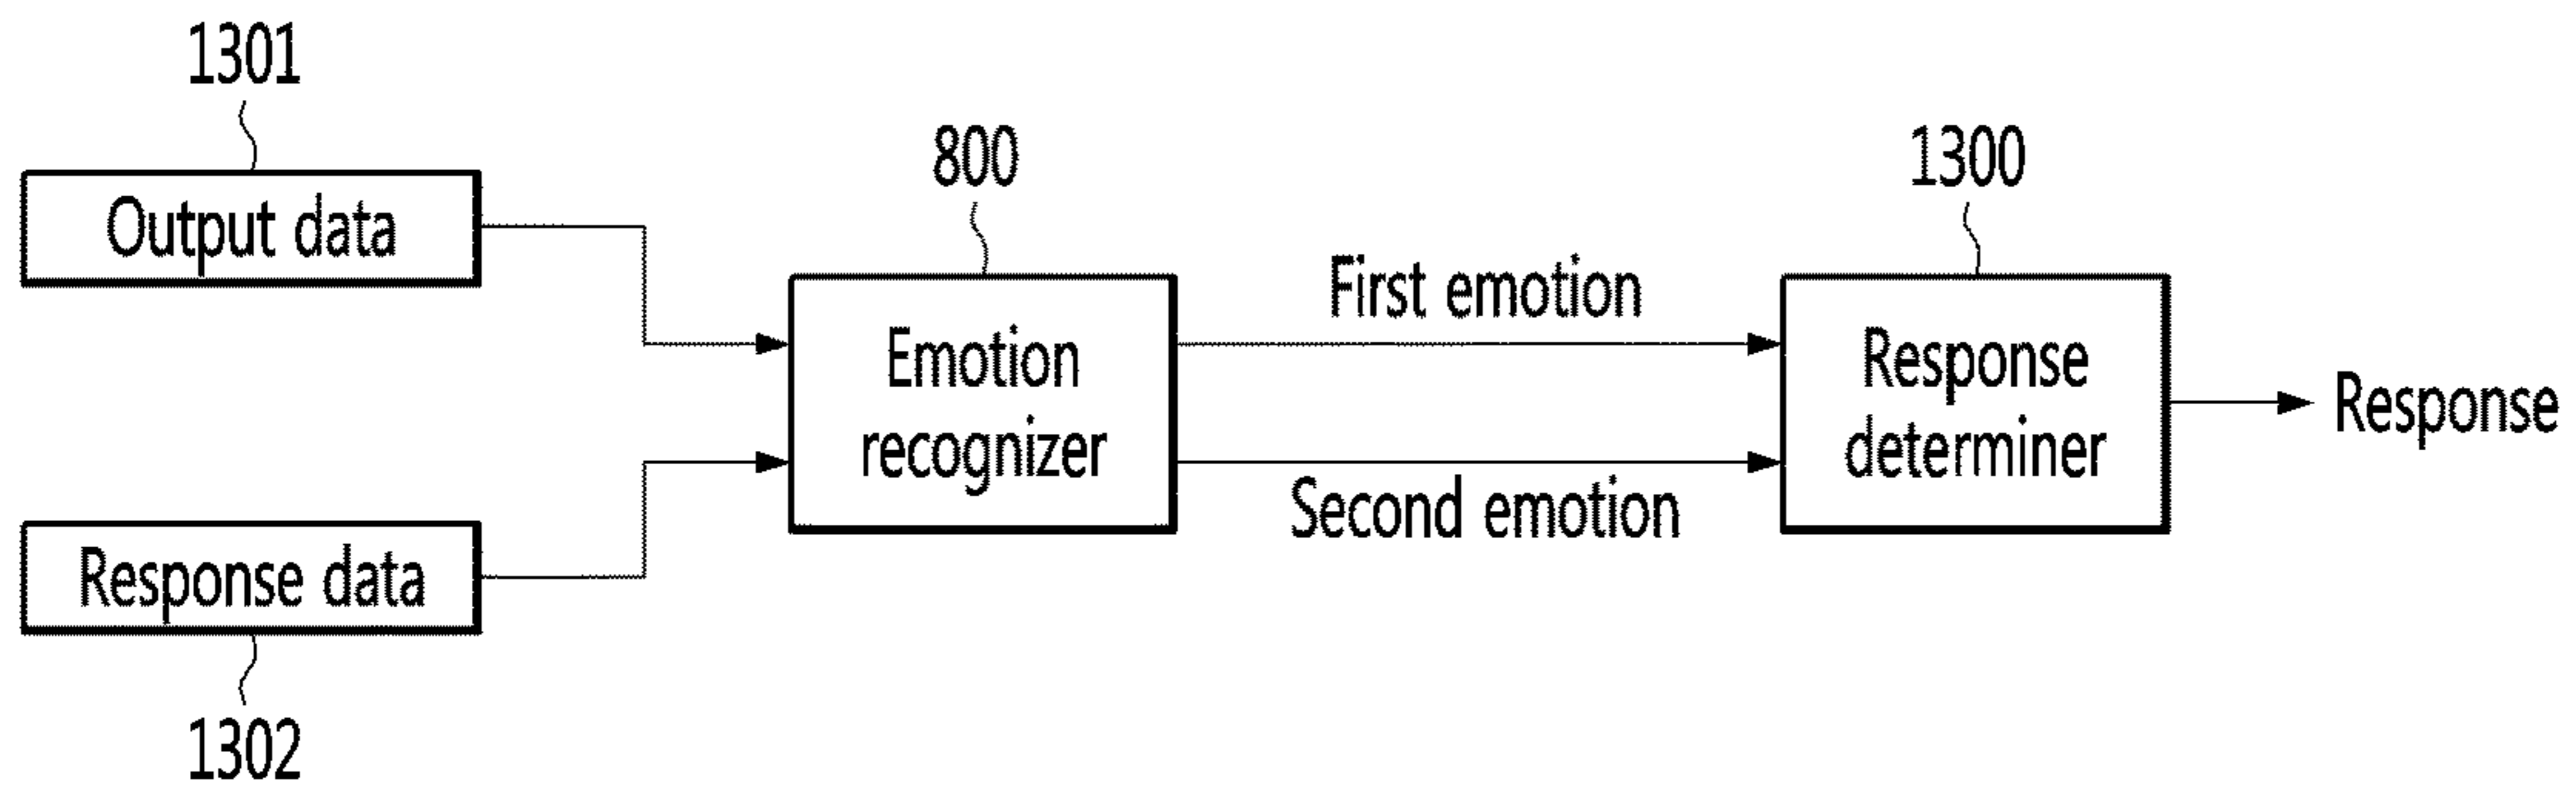 1301
Output data
Response data
1302
800
Emotion
recognizer
First emotion
Second emotion
1300
Response
determiner
Response